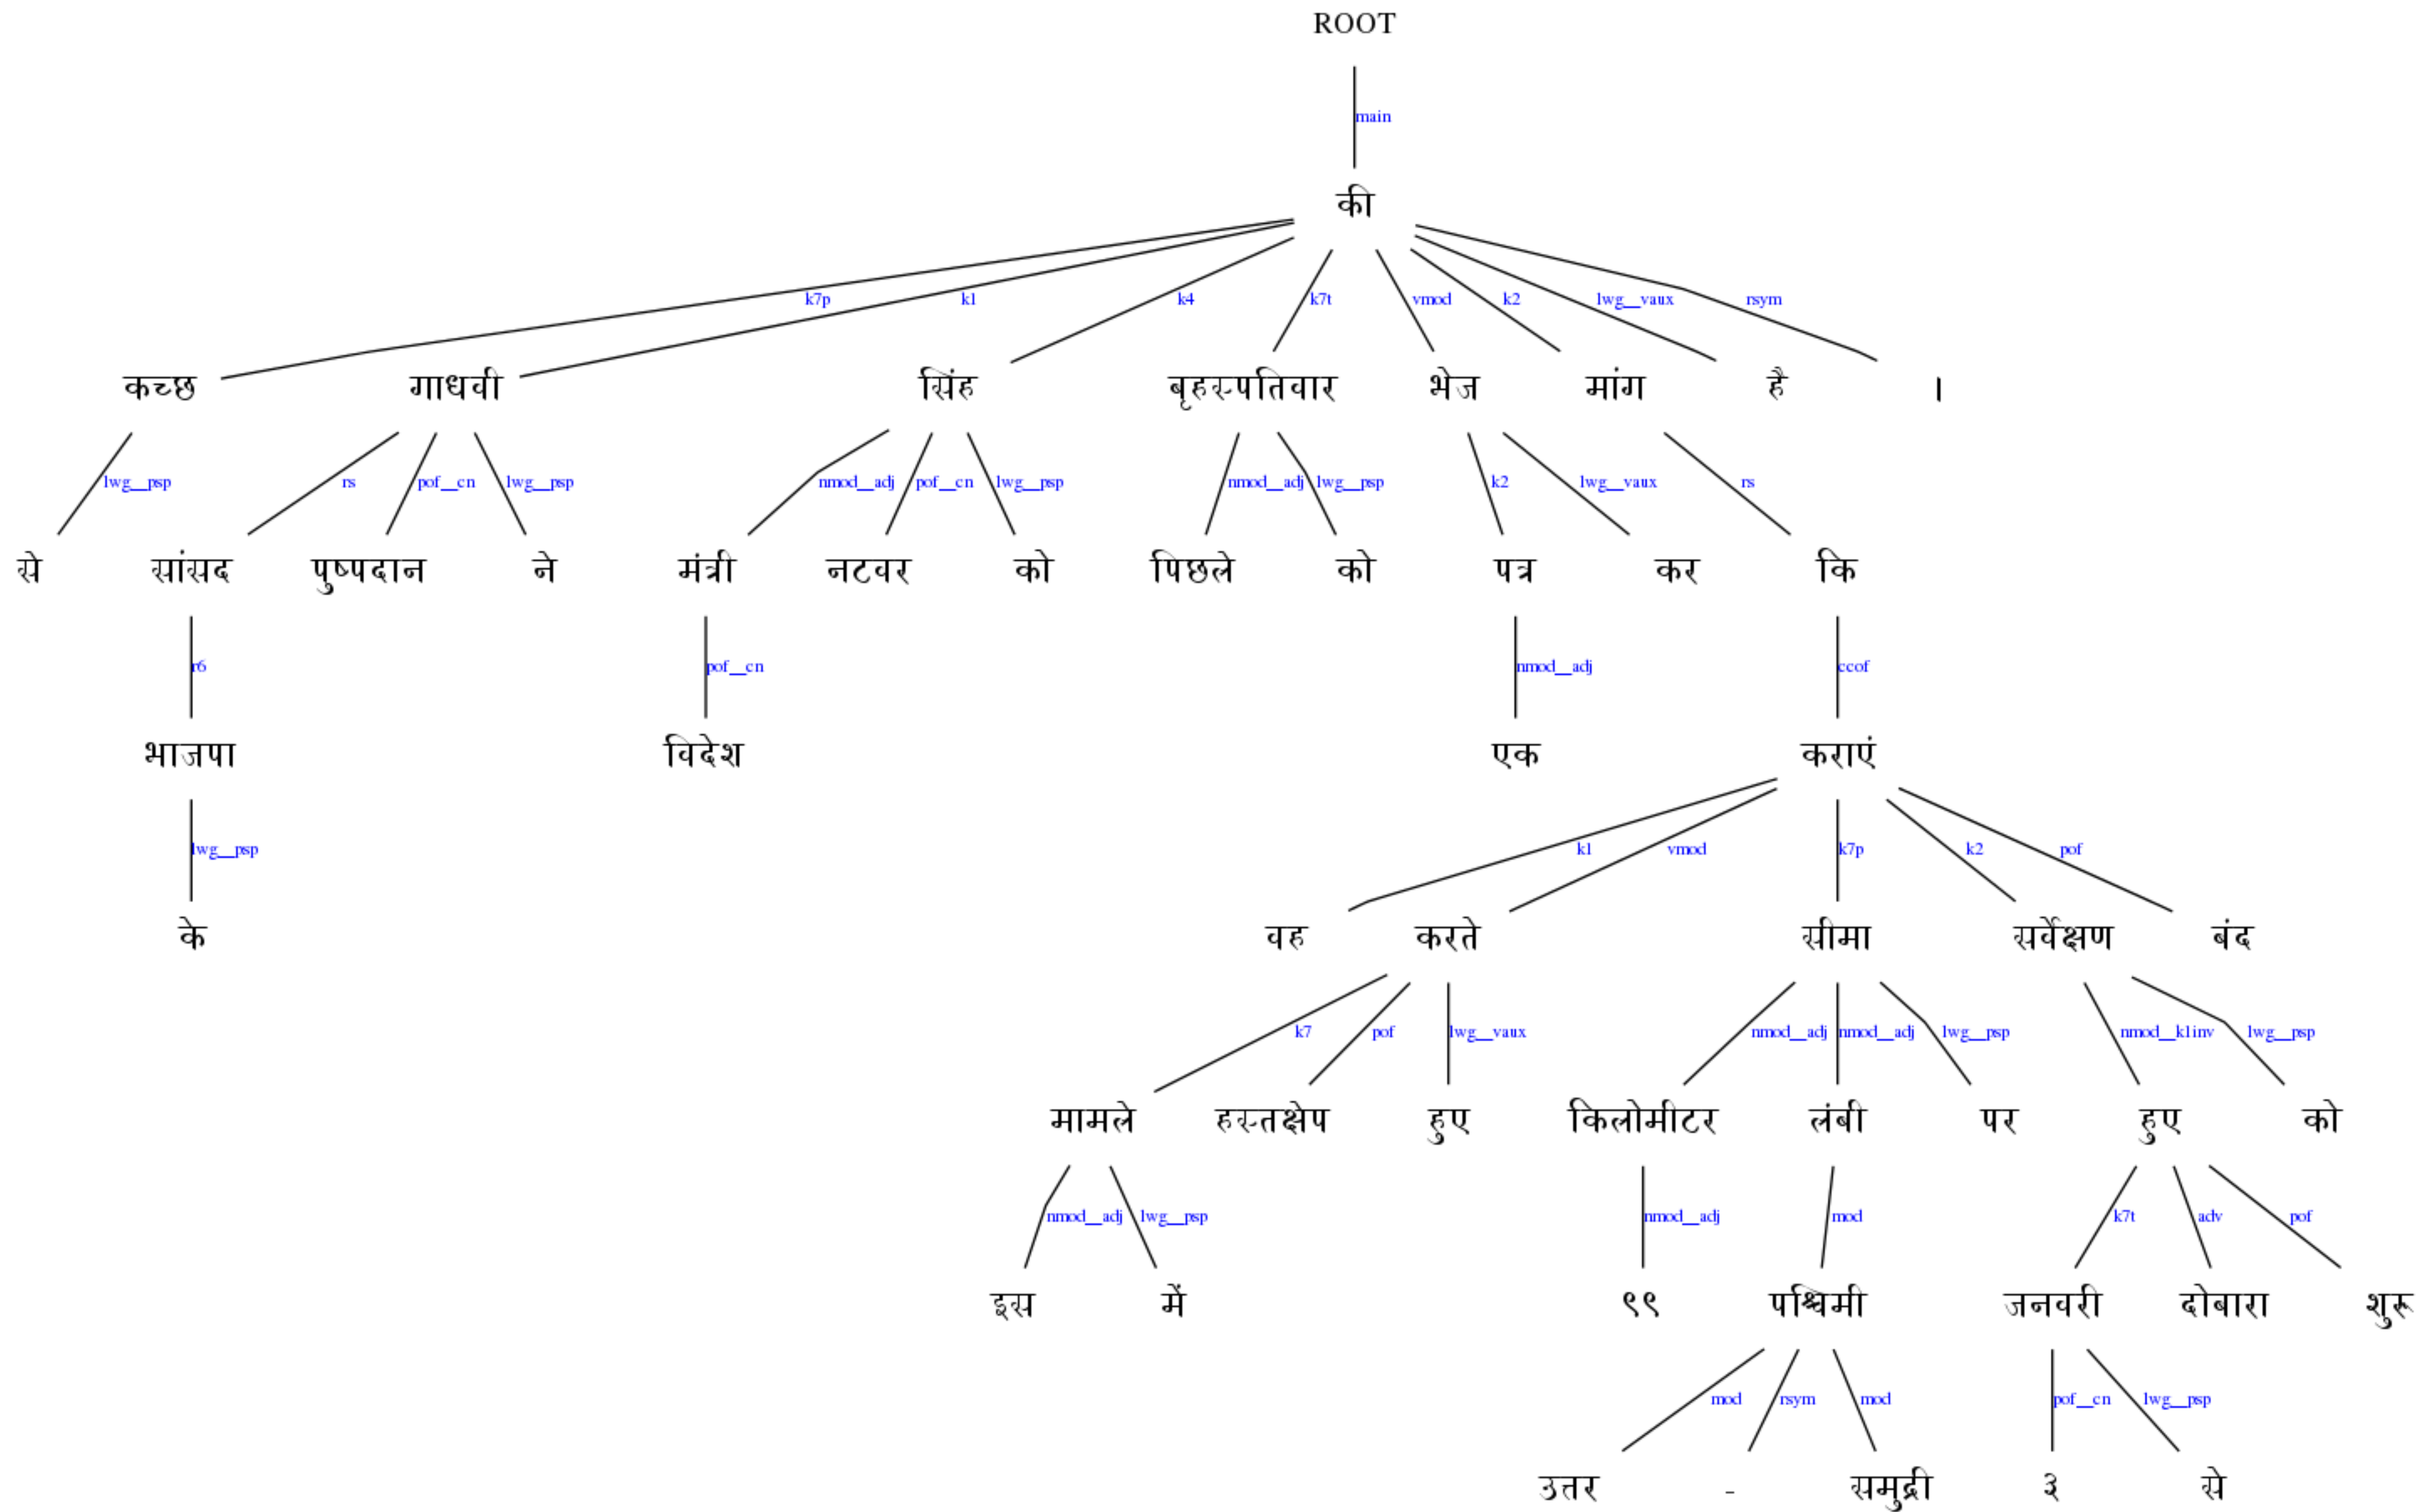 ROOT
main
की
k7p k1 k4 k7t vmod k2 lwg__vaux rsym
कच्छ गाधवी सिंह बृहस्पतिवार भेज मांग है ।
lwg__psp rs pof__cn lwg__psp nmod__adj pof__cn lwg__psp nmod__adj lwg__psp k2 lwg__vaux rs
से सांसद पुष्पदान ने मंत्री नटवर को पिछले को पत्र कर कि
r6 pof__cn nmod__adj ccof
भाजपा विदेश एक कराएं
lwg__psp k1 vmod k7p k2 pof
के वह करते सीमा सर्वेक्षण बंद
k7 pof lwg__vaux nmod__adj nmod__adj lwg__psp nmod__k1inv lwg__psp
मामले हस्तक्षेप हुए किलोमीटर लंबी पर हुए को
nmod__adj lwg__psp nmod__adj mod k7t adv pof
इस में ९९ पश्चिमी जनवरी दोबारा शुरू
mod rsym mod pof__cn lwg__psp
उत्तर - समुद्री ३ से